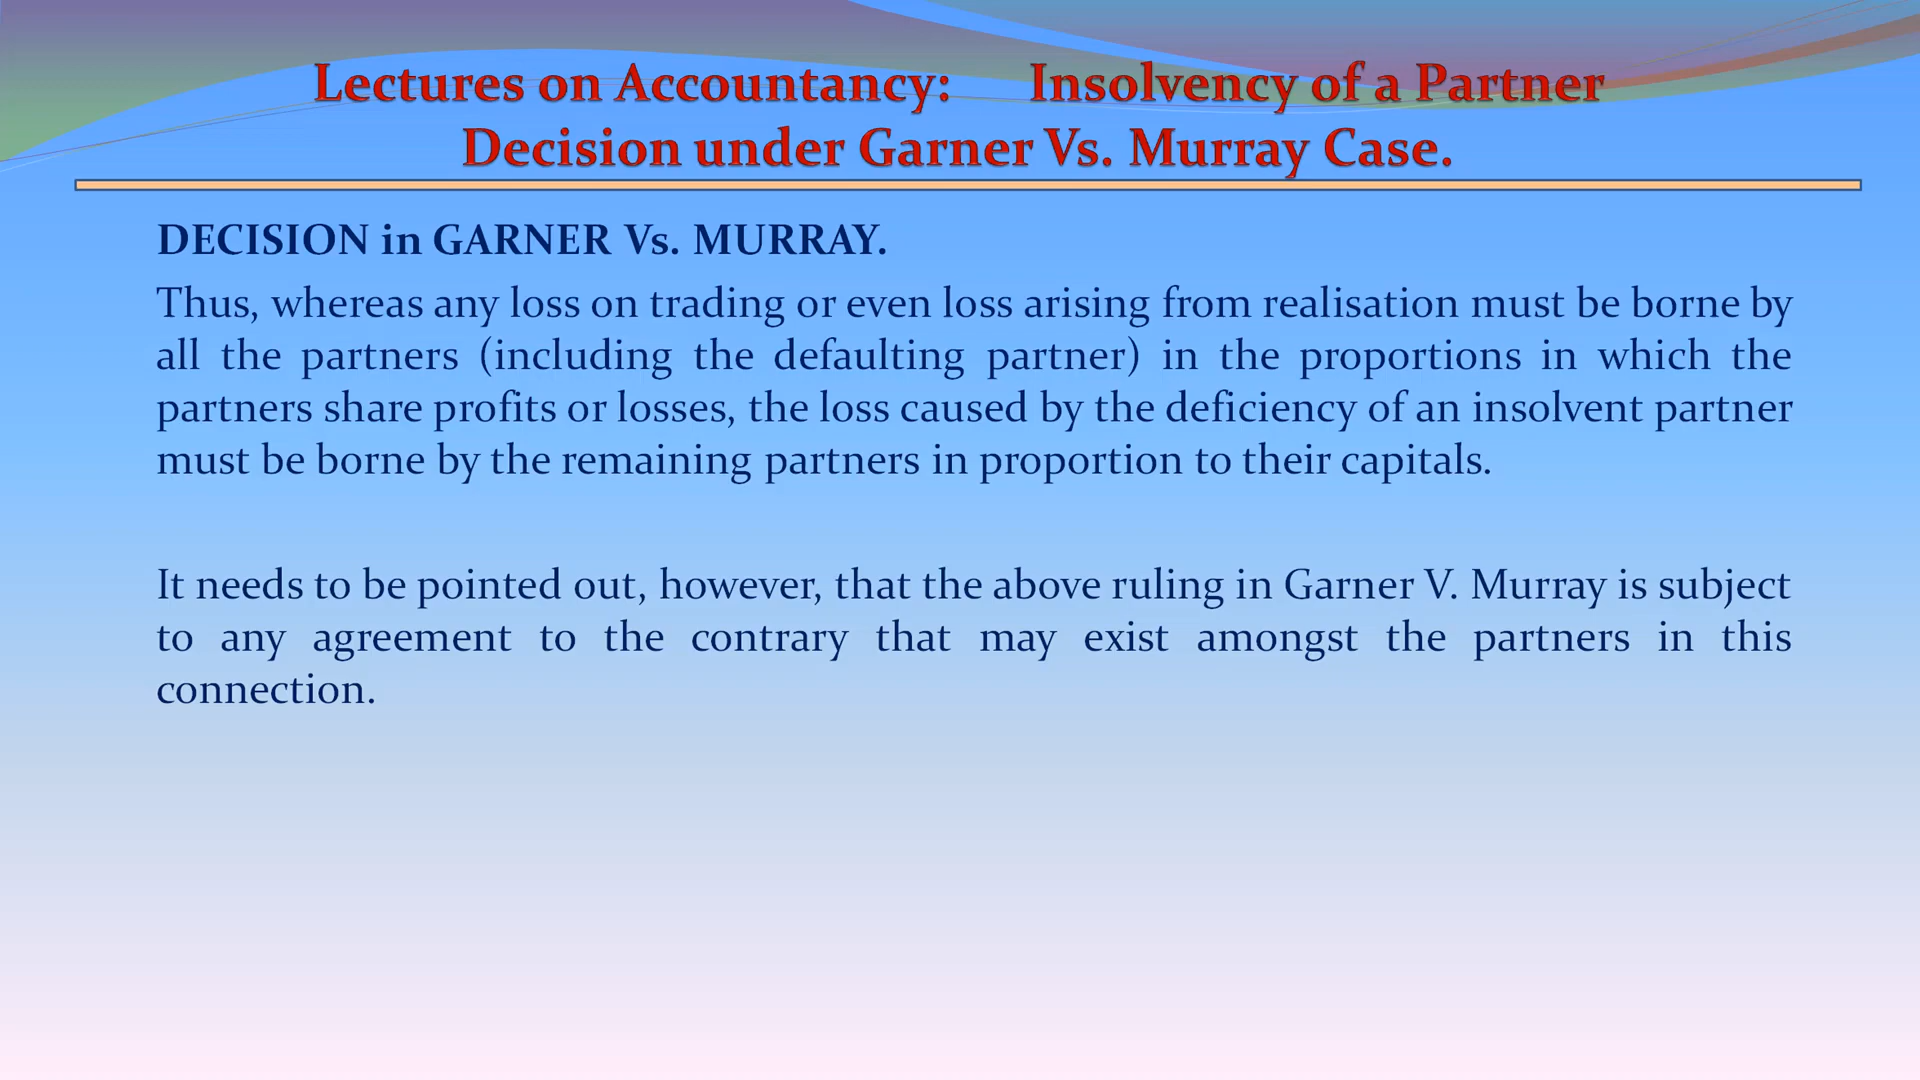 Lectures on Accountancy: Insolvency of a Partner
Decision under Garner Vs. Murray Case.
DECISION in GARNER Vs. MURRAY.
Thus, whereas any loss on trading or even loss arising from realisation must be borne by
all the partners (including the defaulting partner) in the proportions in which the
partners share profits or losses, the loss caused by the deficiency of an insolvent partner
must be borne by the remaining partners in proportion to their capitals.
It needs to be pointed out, however, that the above ruling in Garner V. Murray is subject
to any agreement to the contrary that may exist amongst the partners in this
connection.